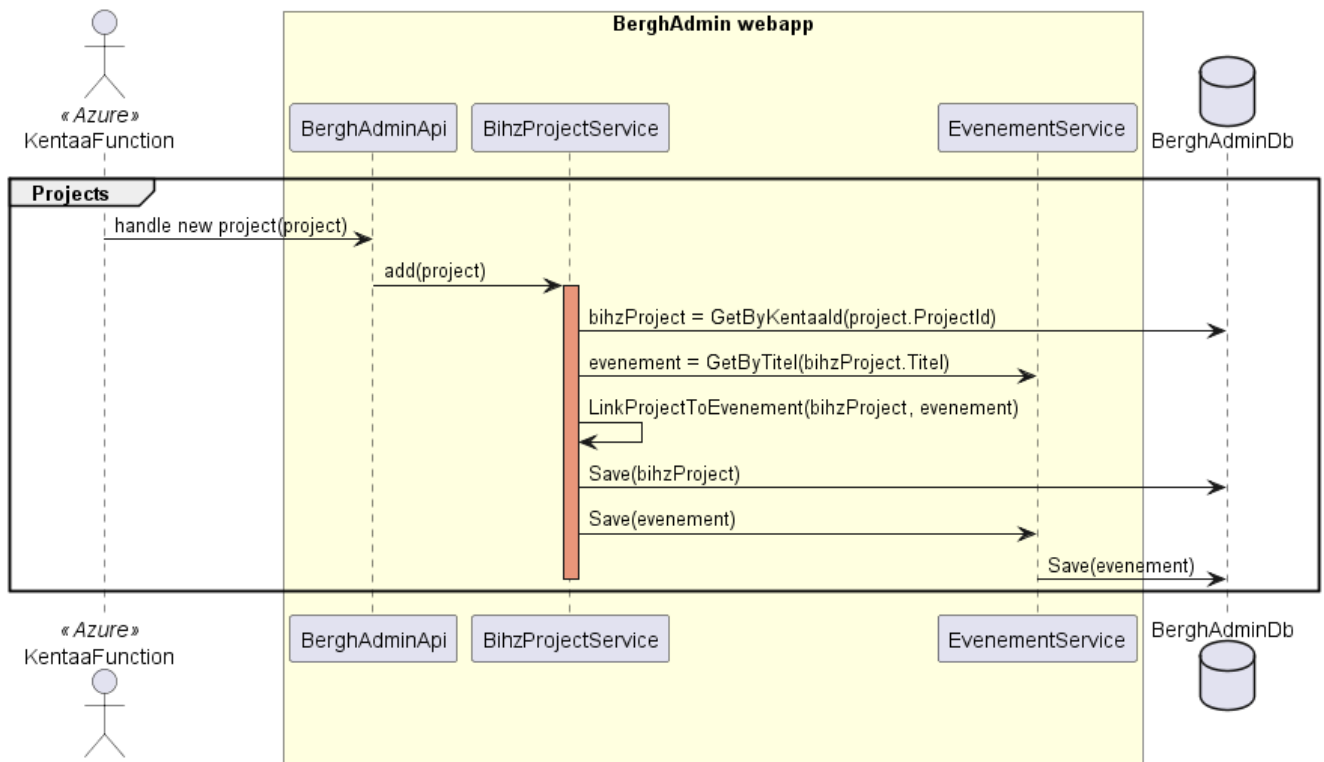 BerghAdmin webapp
«Azure»
KentaaFunction
BerghAdminApi
BihzProjectService
EvenementService
BerghAdminDb
Projects
handle new project(project)
add(project)
bihzProject = GetByKentaaId(project.ProjectId)
evenement = GetByTitel(bihzProject.Titel)
LinkProjectToEvenement(bihzProject, evenement)
Save(bihzProject)
Save(evenement)
Save(evenement)
«Azure»
KentaaFunction
BerghAdminApi
BihzProjectService
EvenementService
BerghAdminDb